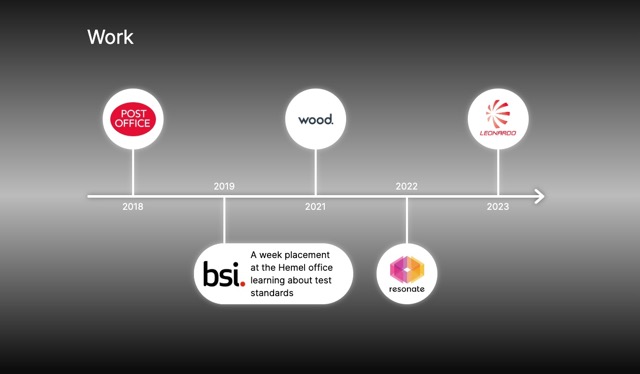 Work
POST
OFFICE
wood.
LEONARDO
2019
2022
2018
2021
2023
bsi.
A week placement
at the Hemel office
learning about test
standards
resonate